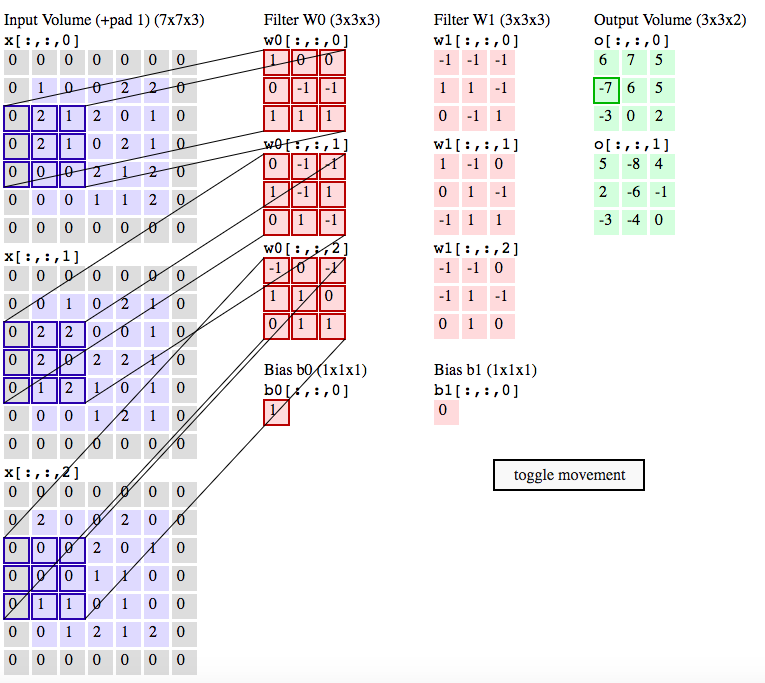 Input Volume (+pad 1) (7x7x3)
x[:,:,0]
0 0 0 0 0 0 0
0 1 0 0 2 2 0
0 2 1 2 0 1 0
0 2 1 0 2 1 0
0 0 0 2 1 2 0
0 0 0 1 1 2 0
0 0 0 0 0 0 0
x[:,:,1]
0 0 0 0 0 0 0
0 0 1 0 2 1 0
0 2 2 0 0 1 0
0 2 0 2 2 1 0
0 1 2 1 0 1 0
0 0 0 1 2 1 0
0 0 0 0 0 0 0
x[:,:,2]
0 0 0 0 0 0 0
0 2 0 0 2 0 0
0 0 0 2 0 1 0
0 0 0 1 1 0 0
0 1 1 0 1 0 0
0 0 1 2 1 2 0
0 0 0 0 0 0 0
Filter W0 (3x3x3)
w0[:,:,0]
1 0 0
0 -1 -1
1 1 1
w0[:,:,1]
0 -1 -1
1 -1 1
0 1 -1
w0[:,:,2]
-1 0 -1
1 1 0
0 1 1
Bias b0 (1x1x1)
b0[:,:,0]
1
Filter W1 (3x3x3)
w1[:,:,0]
-1 -1 -1
1 1 -1
0 -1 1
w1[:,:,1]
1 -1 0
0 1 -1
-1 1 1
w1[:,:,2]
-1 -1 0
-1 1 -1
0 1 0
Bias b1 (1x1x1)
b1[:,:,0]
0
Output Volume (3x3x2)
o[:,:,0]
6 7 5
-7 6 5
-3 0 2
o[:,:,1]
5 -8 4
2 -6 -1
-3 -4 0
toggle movement